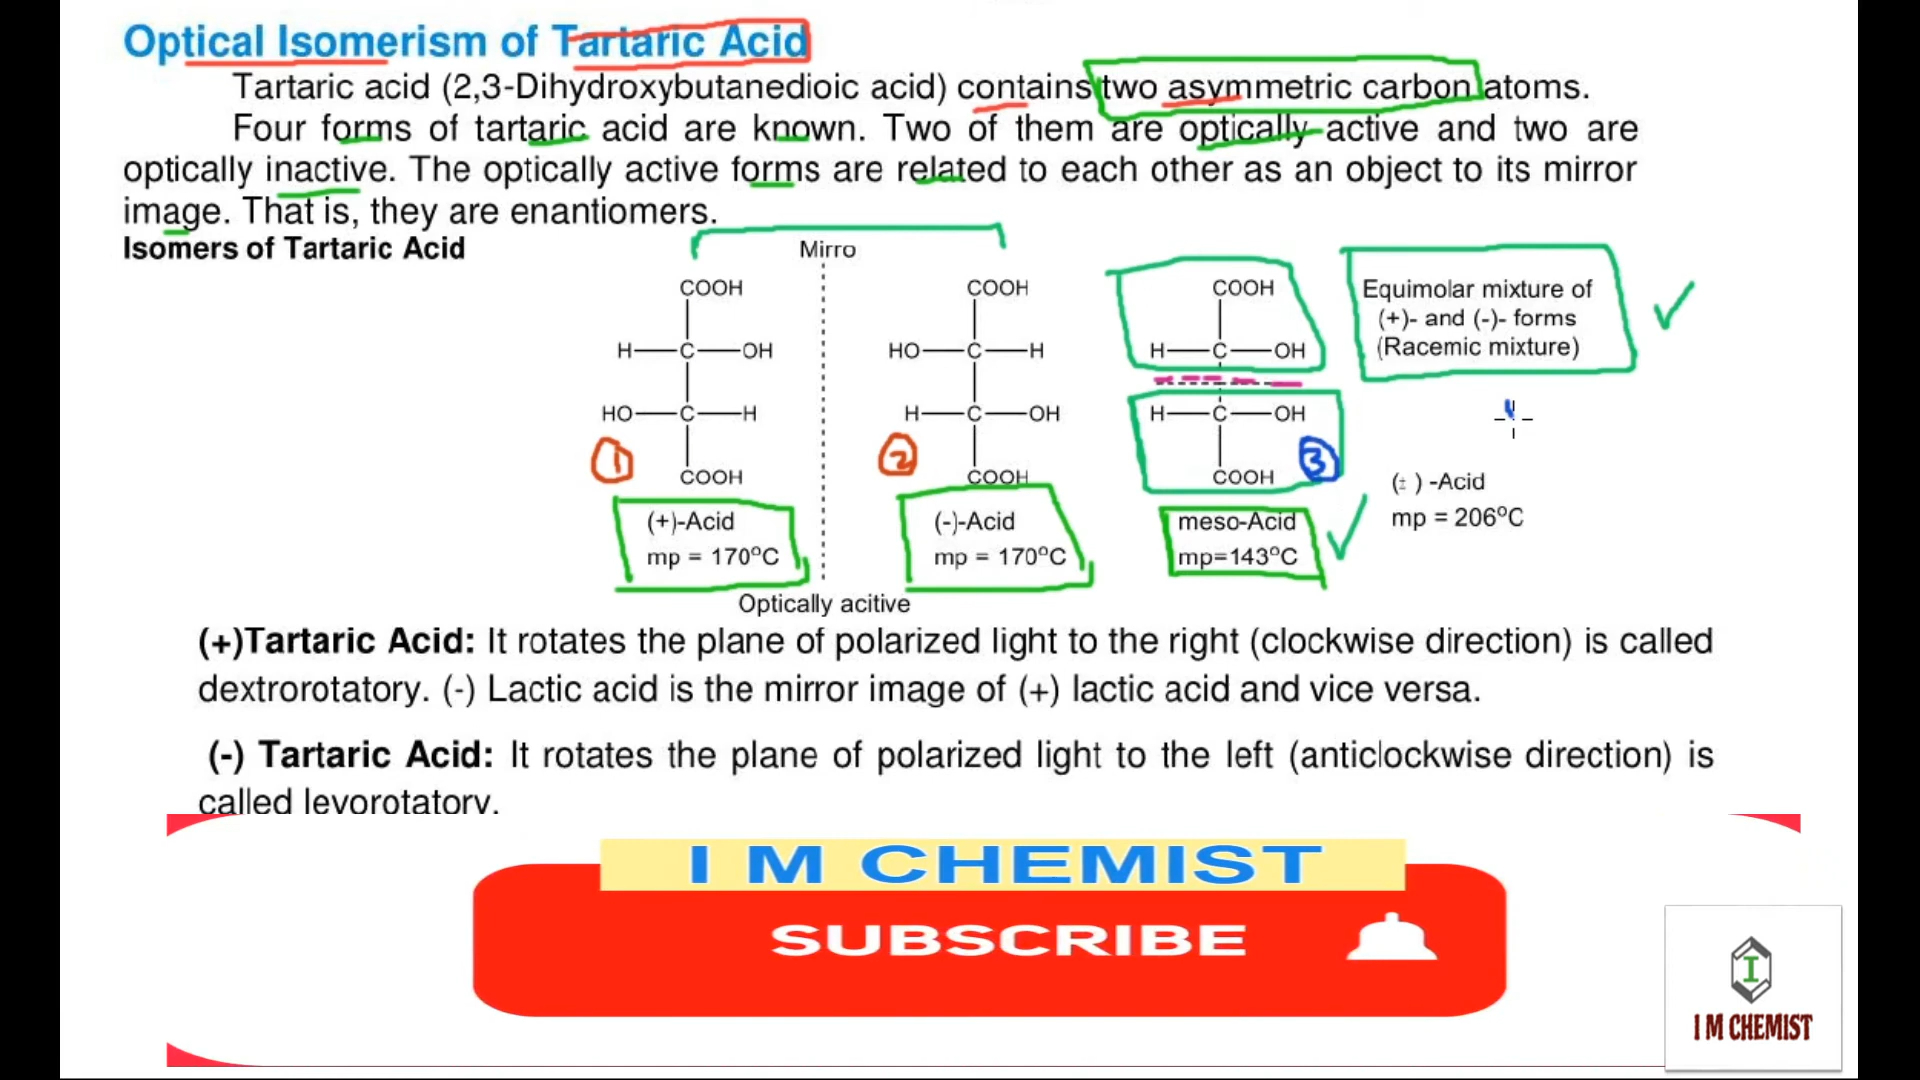 Optical Isomerism of Tartaric Acid
Tartaric acid (2,3-Dihydroxybutanedioic acid) contains two asymmetric carbon atoms.
Four forms of tartaric acid are known. Two of them are optically active and two are
optically inactive. The optically active forms are related to each other as an object to its mirror
image. That is, they are enantiomers.
Isomers of Tartaric Acid
Mirro
COOH COOH COOH
H—C—OH HO—C—H H—C—OH
HO—C—H H—C—OH H—C—OH
COOH COOH COOH
1 2 3
Equimolar mixture of
(+)- and (-)- forms
(Racemic mixture)
(+)-Acid
mp = 170°C
(-)-Acid
mp = 170°C
meso-Acid
mp=143°C
(±) -Acid
mp = 206°C
Optically acitive
(+)Tartaric Acid: It rotates the plane of polarized light to the right (clockwise direction) is called
dextrorotatory. (-) Lactic acid is the mirror image of (+) lactic acid and vice versa.
(-) Tartaric Acid: It rotates the plane of polarized light to the left (anticlockwise direction) is
called levorotatory.
I M CHEMIST
SUBSCRIBE
I
I M CHEMIST